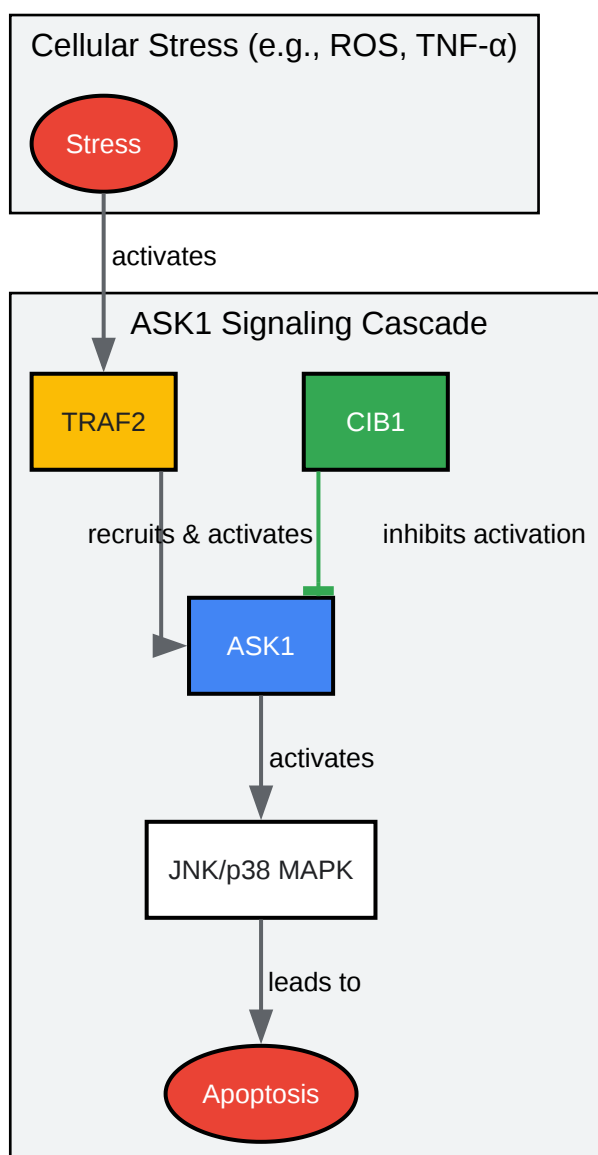 Cellular Stress (e.g., ROS, TNF-α)
Stress
activates
ASK1 Signaling Cascade
TRAF2
CIB1
recruits & activates
inhibits activation
ASK1
activates
JNK/p38 MAPK
leads to
Apoptosis